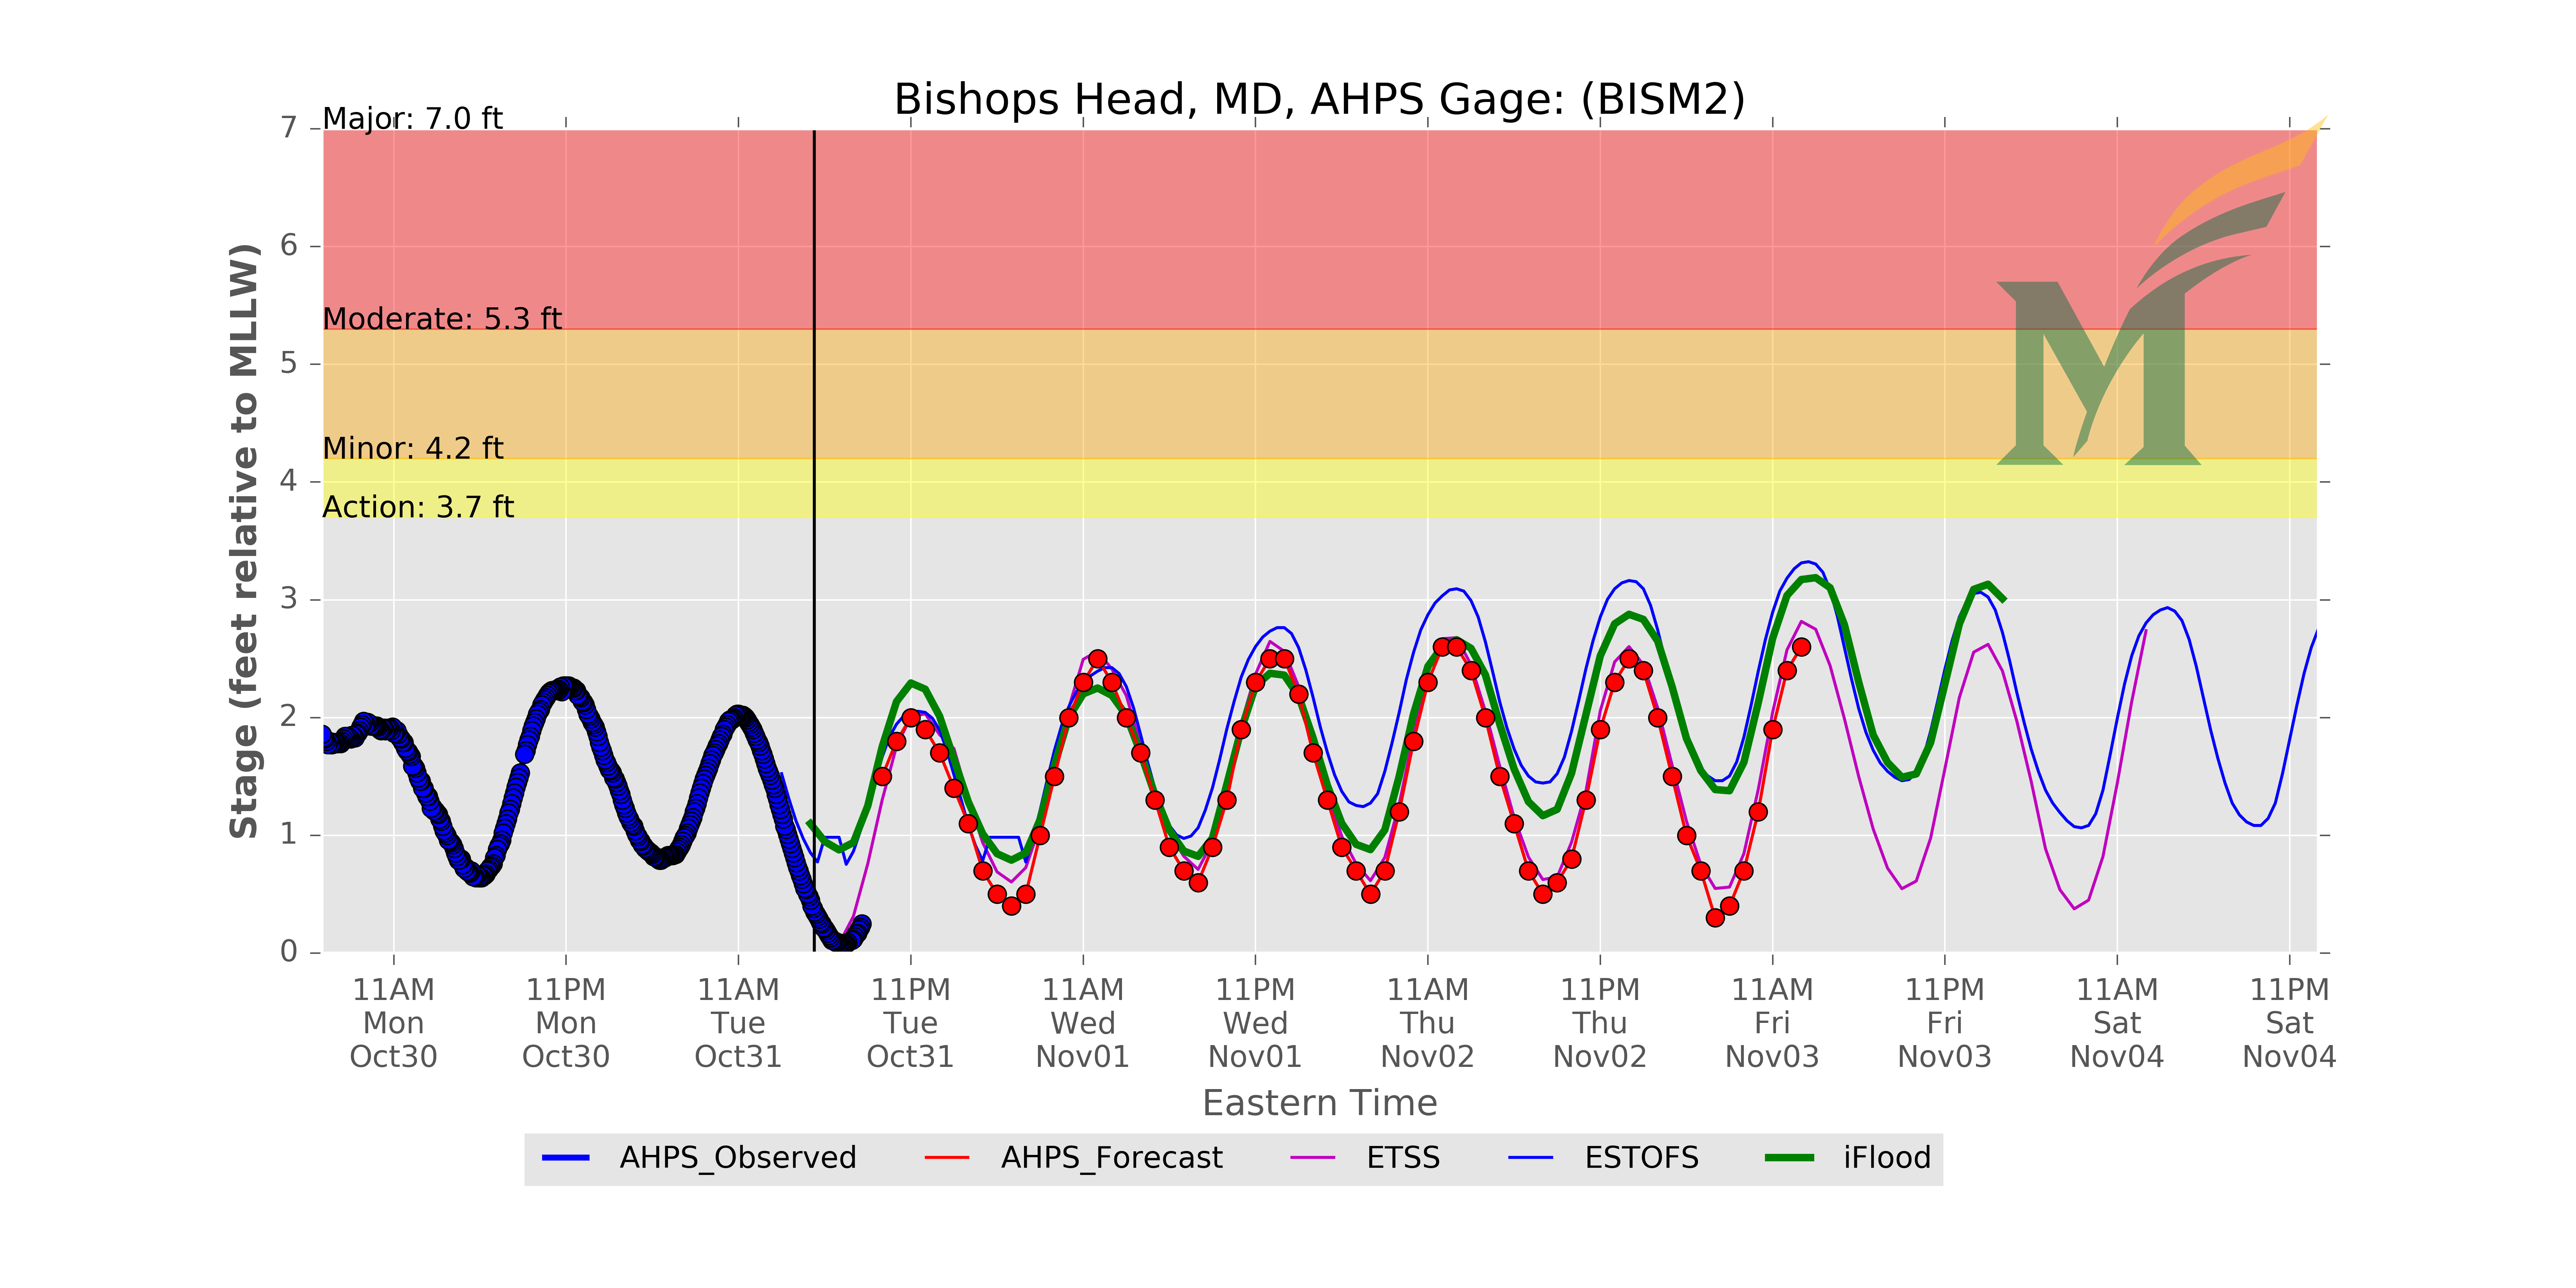 Bishops Head, MD, AHPS Gage: (BISM2)
Major: 7.0 ft
Moderate: 5.3 ft
Minor: 4.2 ft
Action: 3.7 ft
Stage (feet relative to MLLW)
7
6
5
4
3
2
1
0
11AM
Mon
Oct30
11PM
Mon
Oct30
11AM
Tue
Oct31
11PM
Tue
Oct31
11AM
Wed
Nov01
11PM
Wed
Nov01
11AM
Thu
Nov02
11PM
Thu
Nov02
11AM
Fri
Nov03
11PM
Fri
Nov03
11AM
Sat
Nov04
11PM
Sat
Nov04
Eastern Time
AHPS_Observed
AHPS_Forecast
ETSS
ESTOFS
iFlood
M